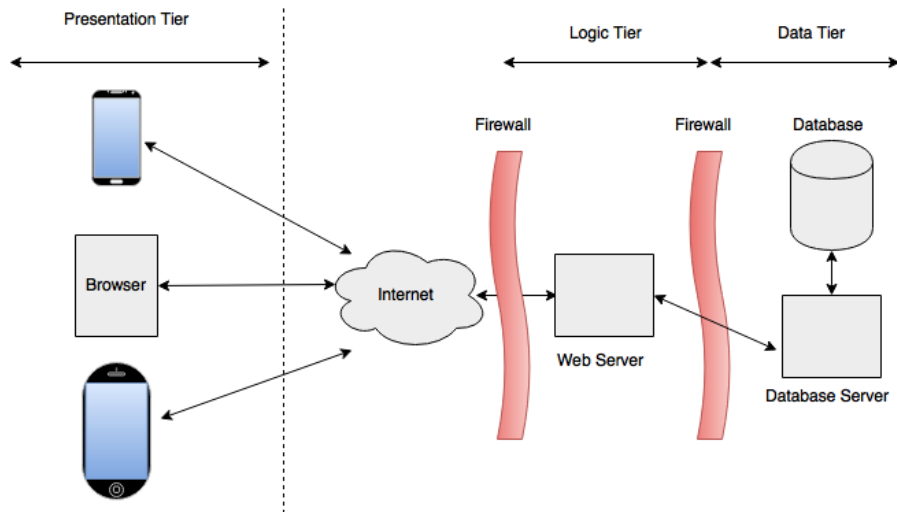 Presentation Tier
Logic Tier
Data Tier
Firewall
Firewall
Database
Browser
Internet
Web Server
Database Server